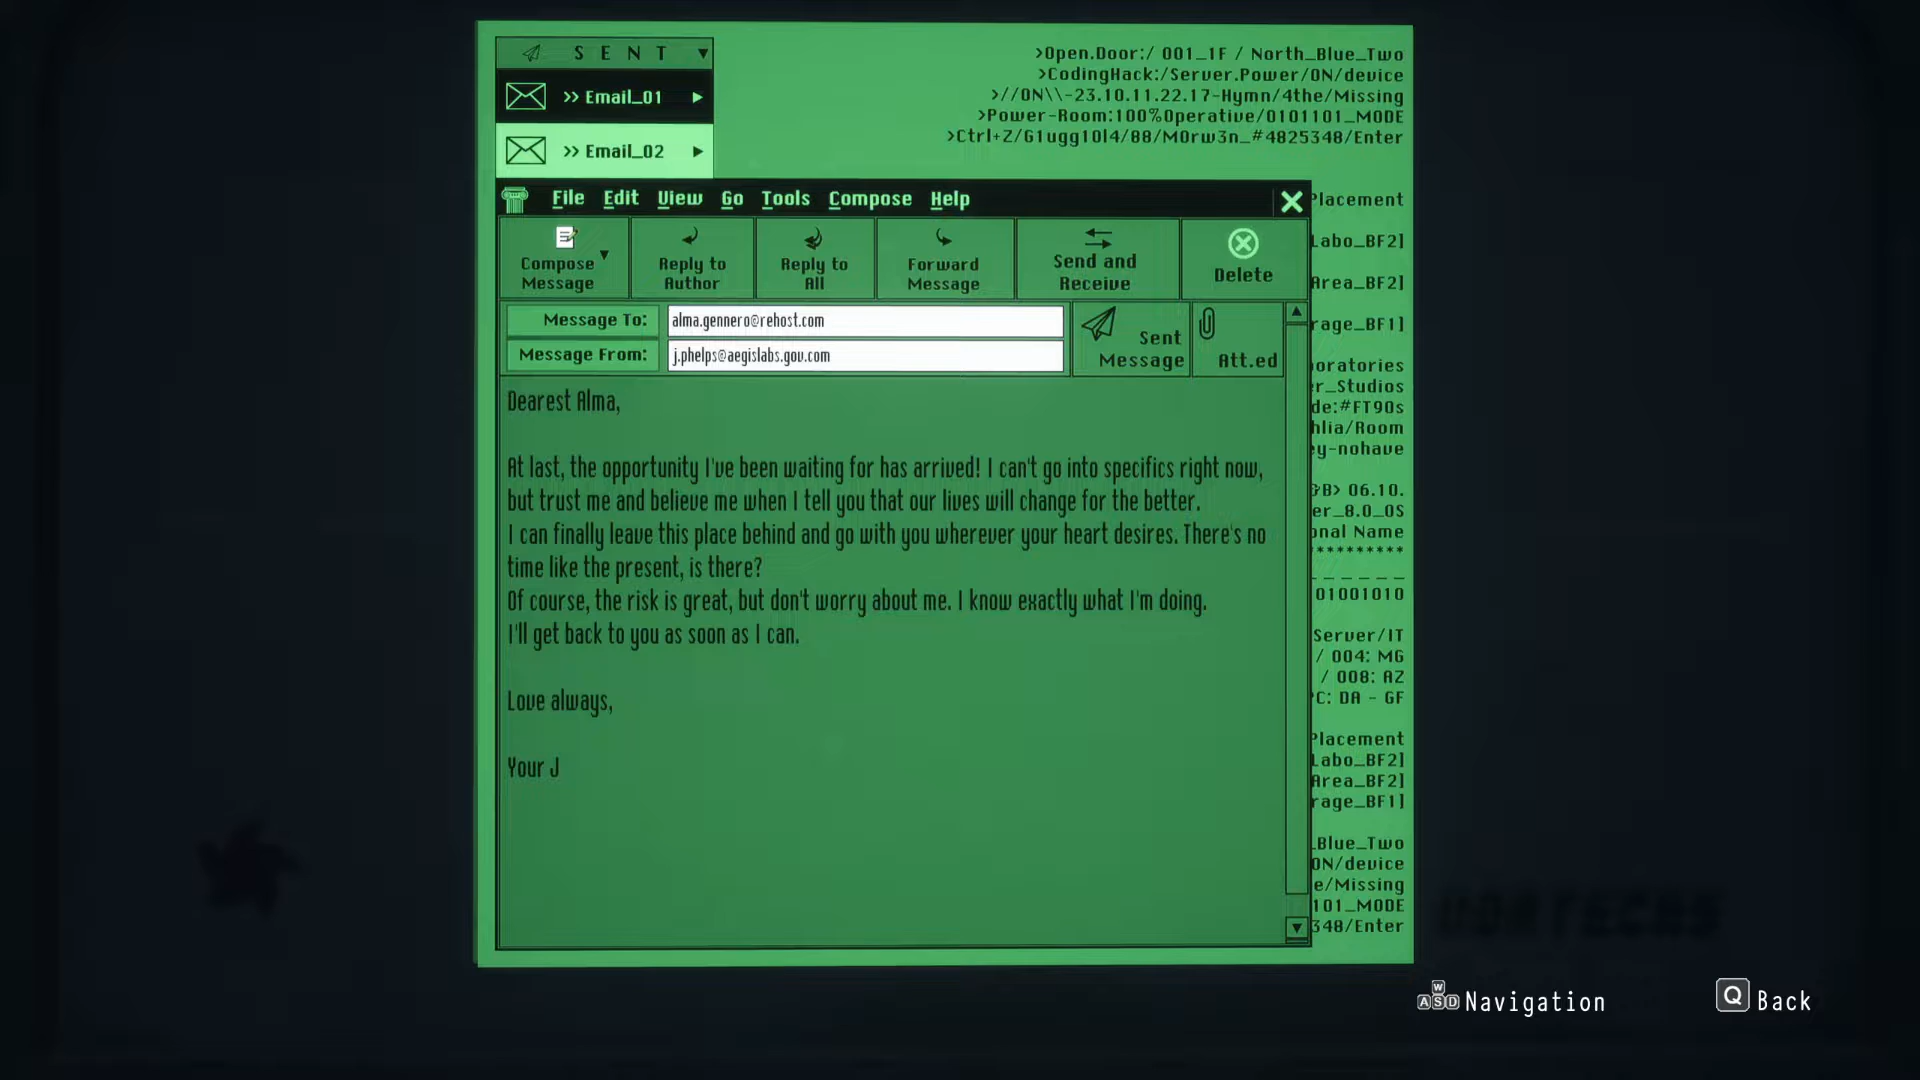 SENT
>> Email_01
>> Email_02
>Open.Door:/ 001_1F / North_Blue_Two
>CodingHack:/Server.Power/ON/device
>//ON\\-23.10.11.22.17-Hymn/4the/Missing
>Power-Room:100%Operative/0101101_MODE
>Ctrl+Z/G1ugg10l4/88/M0rw3n_#4825348/Enter
File Edit View Go Tools Compose Help
Compose Message
Reply to Author
Reply to All
Forward Message
Send and Receive
Delete
Message To: alma.gennero@rehost.com
Message From: j.phelps@aegislabs.gov.com
Sent Message
Att.ed
Dearest Alma,
At last, the opportunity I've been waiting for has arrived! I can't go into specifics right now,
but trust me and believe me when I tell you that our lives will change for the better.
I can finally leave this place behind and go with you wherever your heart desires. There's no
time like the present, is there?
Of course, the risk is great, but don't worry about me. I know exactly what I'm doing.
I'll get back to you as soon as I can.
Love always,
Your J
Placement
Labo_BF2]
Area_BF2]
rage_BF1]
oratories
er_Studios
de:#FT90s
hlia/Room
ey-nohave
&B> 06.10.
er_8.0_OS
onal Name
**********
01001010
Server/IT
/ 004: MG
/ 008: AZ
PC: DA - GF
Placement
Labo_BF2]
Area_BF2]
rage_BF1]
_Blue_Two
ON/device
e/Missing
101_MODE
348/Enter
W
ASD Navigation
Q Back